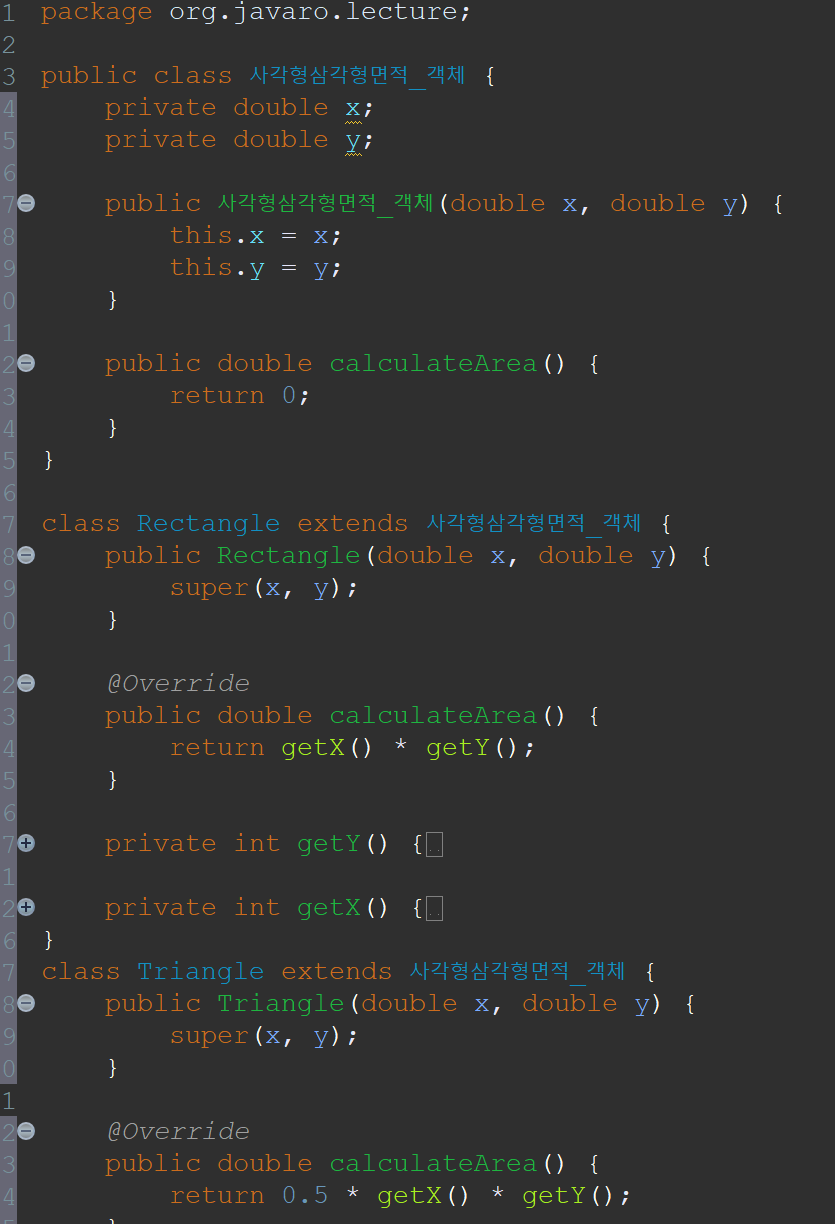 1 package org.javaro.lecture;
2
3 public class 사각형삼각형면적_객체 {
4 private double x;
5 private double y;
6
7 public 사각형삼각형면적_객체(double x, double y) {
8 this.x = x;
9 this.y = y;
0 }
1
2 public double calculateArea() {
3 return 0;
4 }
5 }
6
7 class Rectangle extends 사각형삼각형면적_객체 {
8 public Rectangle(double x, double y) {
9 super(x, y);
0 }
1
2 @Override
3 public double calculateArea() {
4 return getX() * getY();
5 }
6
7 private int getY() {..
1
2 private int getX() {..
6 }
7 class Triangle extends 사각형삼각형면적_객체 {
8 public Triangle(double x, double y) {
9 super(x, y);
0 }
1
2 @Override
3 public double calculateArea() {
4 return 0.5 * getX() * getY();
5 }